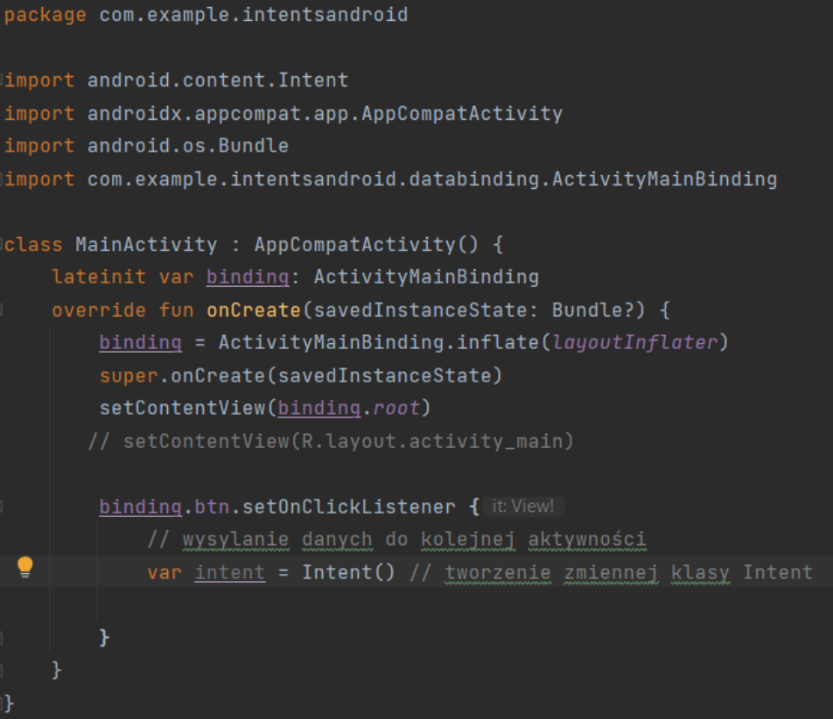 package com.example.intentsandroid
import android.content.Intent
import androidx.appcompat.app.AppCompatActivity
import android.os.Bundle
import com.example.intentsandroid.databinding.ActivityMainBinding
class MainActivity : AppCompatActivity() {
lateinit var binding: ActivityMainBinding
override fun onCreate(savedInstanceState: Bundle?) {
binding = ActivityMainBinding.inflate(layoutInflater)
super.onCreate(savedInstanceState)
setContentView(binding.root)
// setContentView(R.layout.activity_main)
binding.btn.setOnClickListener { it: View!
// wysylanie danych do kolejnej aktywności
var intent = Intent() // tworzenie zmiennej klasy Intent
}
}
}